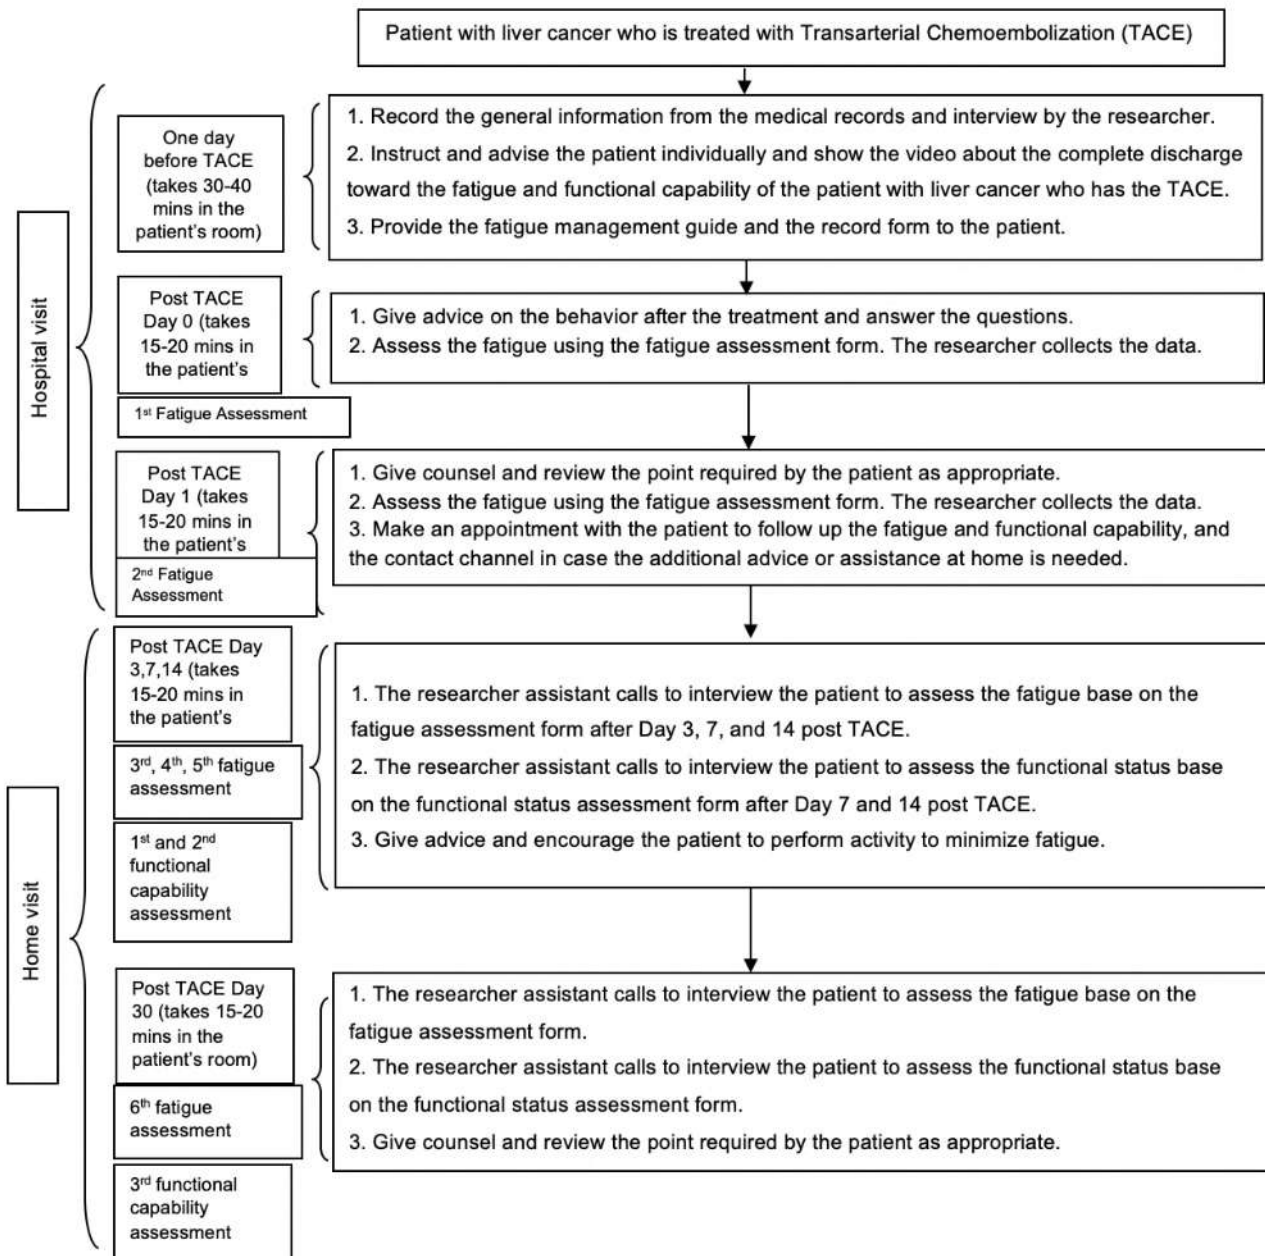 Patient with liver cancer who is treated with Transarterial Chemoembolization (TACE)
Hospital visit
One day
before TACE
(takes 30-40
mins in the
patient's room)
1. Record the general information from the medical records and interview by the researcher.
2. Instruct and advise the patient individually and show the video about the complete discharge
toward the fatigue and functional capability of the patient with liver cancer who has the TACE.
3. Provide the fatigue management guide and the record form to the patient.
Post TACE
Day 0 (takes
15-20 mins in
the patient's
1. Give advice on the behavior after the treatment and answer the questions.
2. Assess the fatigue using the fatigue assessment form. The researcher collects the data.
1st Fatigue Assessment
Post TACE
Day 1 (takes
15-20 mins in
the patient's
1. Give counsel and review the point required by the patient as appropriate.
2. Assess the fatigue using the fatigue assessment form. The researcher collects the data.
3. Make an appointment with the patient to follow up the fatigue and functional capability, and
the contact channel in case the additional advice or assistance at home is needed.
2nd Fatigue
Assessment
Home visit
Post TACE Day
3,7,14 (takes
15-20 mins in
the patient's
1. The researcher assistant calls to interview the patient to assess the fatigue base on the
fatigue assessment form after Day 3, 7, and 14 post TACE.
2. The researcher assistant calls to interview the patient to assess the functional status base
on the functional status assessment form after Day 7 and 14 post TACE.
3. Give advice and encourage the patient to perform activity to minimize fatigue.
3rd, 4th, 5th fatigue
assessment
1st and 2nd
functional
capability
assessment
Post TACE Day
30 (takes 15-20
mins in the
patient's room)
1. The researcher assistant calls to interview the patient to assess the fatigue base on the
fatigue assessment form.
2. The researcher assistant calls to interview the patient to assess the functional status base
on the functional status assessment form.
3. Give counsel and review the point required by the patient as appropriate.
6th fatigue
assessment
3rd functional
capability
assessment